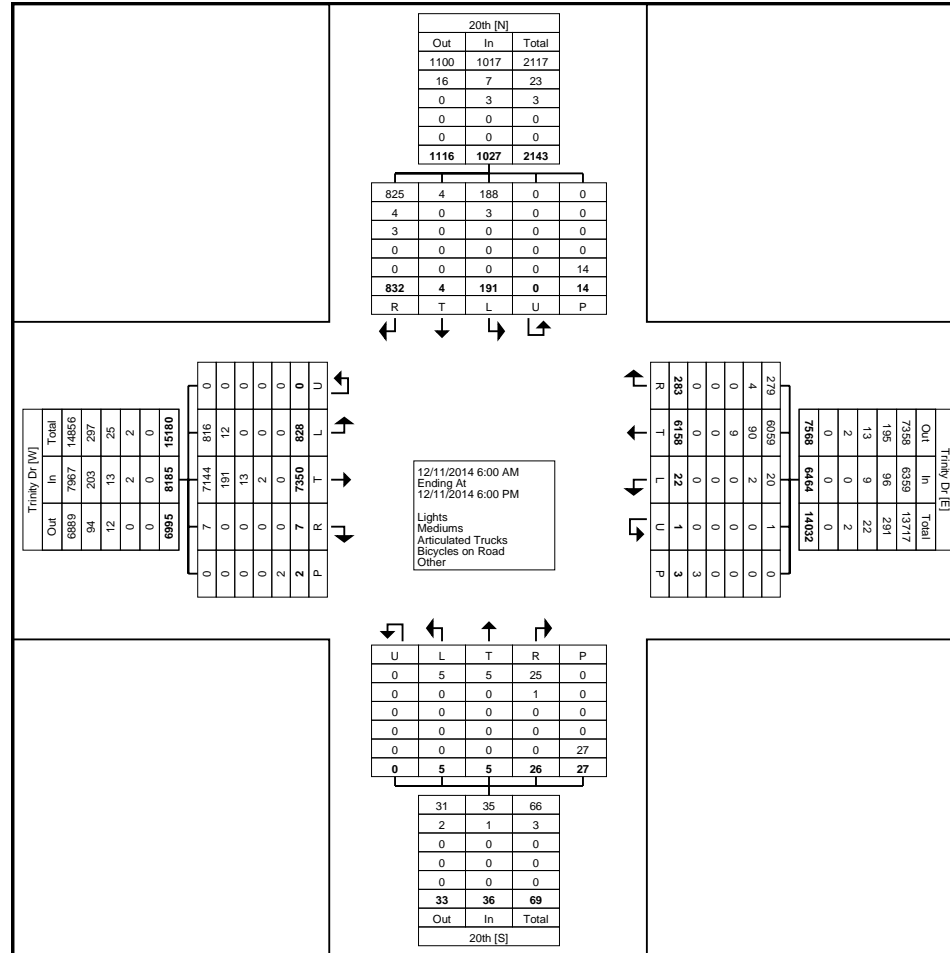 20th [N]
Out In Total
1100 1017 2117
16 7 23
0 3 3
0 0 0
0 0 0
1116 1027 2143
825 4 188 0 0
4 0 3 0 0
3 0 0 0 0
0 0 0 0 0
0 0 0 0 14
832 4 191 0 14
R T L U P
Trinity Dr [W]
Total 14856 297 25 2 0 15180
In 7967 203 13 2 0 8185
Out 6889 94 12 0 0 6995
0 0 0 0 0 0 U
816 12 0 0 0 828 L
7144 191 13 2 0 7350 T
7 0 0 0 0 7 R
0 0 0 0 2 2 P
12/11/2014 6:00 AM
Ending At
12/11/2014 6:00 PM
Lights
Mediums
Articulated Trucks
Bicycles on Road
Other
R 283 0 0 0 4 279
T 6158 0 0 9 90 6059
L 22 0 0 0 2 20
U 1 0 0 0 0 1
P 3 3 0 0 0 0
7568 0 2 13 195 7358 Out
6464 0 0 9 96 6359 In
14032 0 2 22 291 13717 Total
Trinity Dr [E]
U L T R P
0 5 5 25 0
0 0 0 1 0
0 0 0 0 0
0 0 0 0 0
0 0 0 0 27
0 5 5 26 27
31 35 66
2 1 3
0 0 0
0 0 0
0 0 0
33 36 69
Out In Total
20th [S]